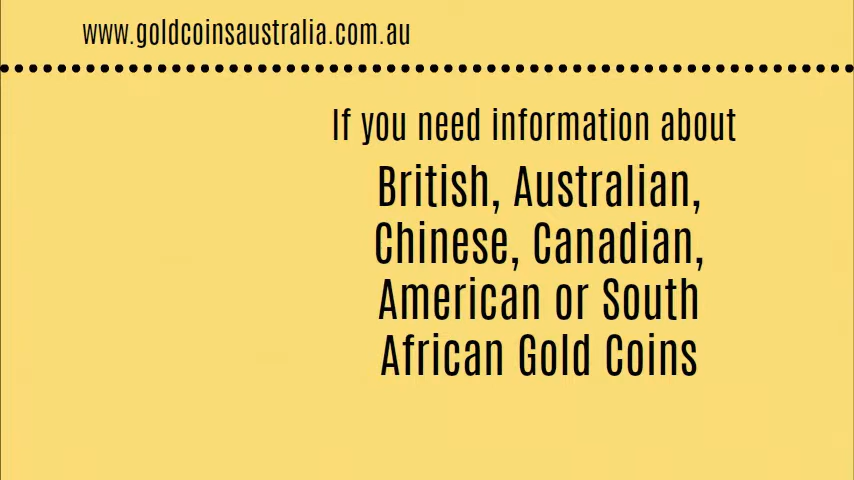 www.goldcoinsaustralia.com.au
If you need information about
British, Australian,
Chinese, Canadian,
American or South
African Gold Coins